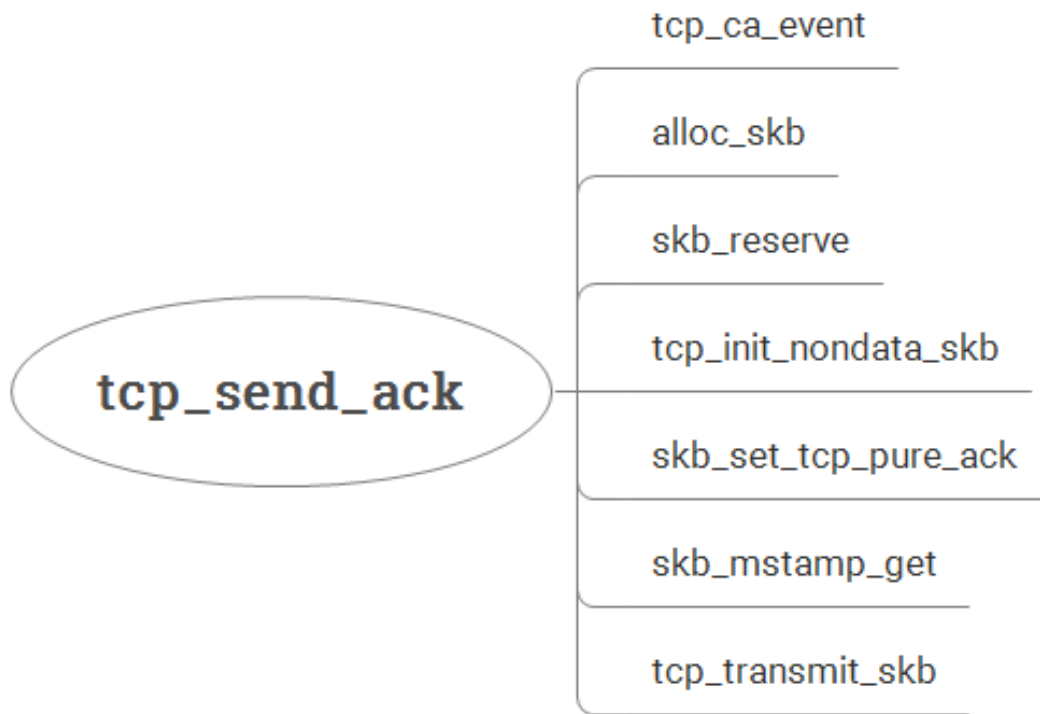 tcp_ca_event
alloc_skb
skb_reserve
tcp_init_nondata_skb
tcp_send_ack
skb_set_tcp_pure_ack
skb_mstamp_get
tcp_transmit_skb